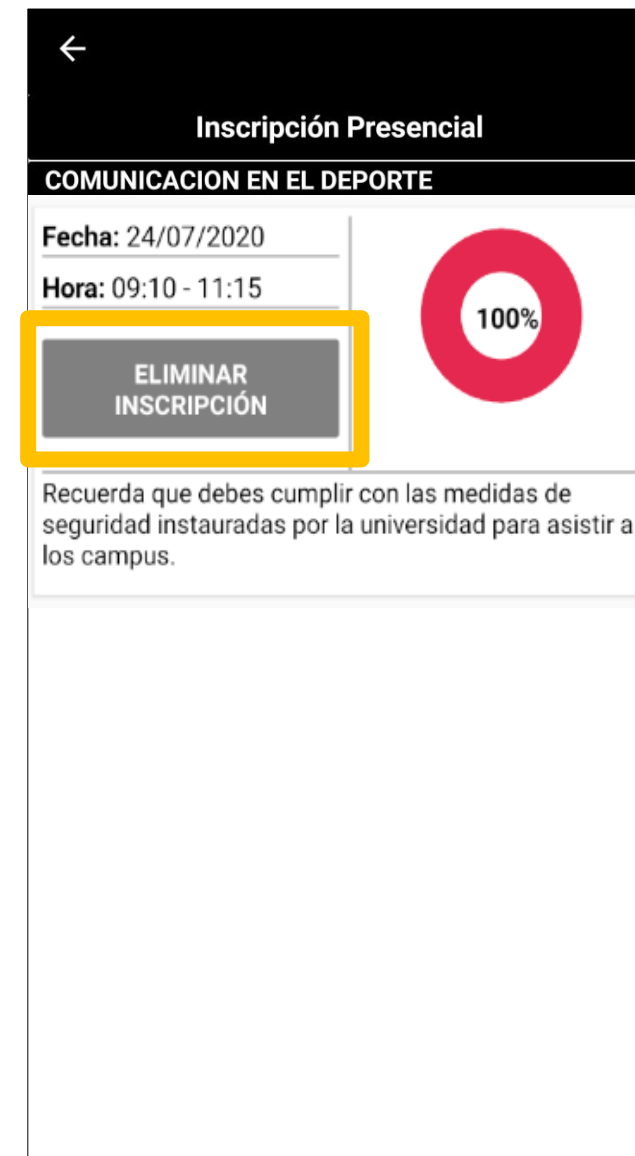 Inscripción Presencial
COMUNICACION EN EL DEPORTE
Fecha: 24/07/2020
Hora: 09:10 - 11:15
100%
ELIMINAR
INSCRIPCIÓN
Recuerda que debes cumplir con las medidas de
seguridad instauradas por la universidad para asistir a
los campus.